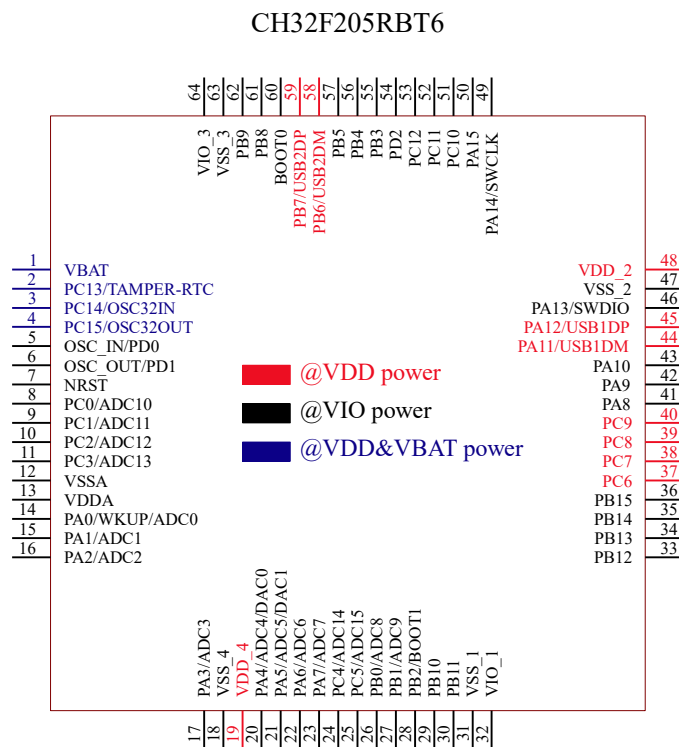 CH32F205RBT6
64
63
62
61
60
59
58
57
56
55
54
53
52
51
50
49
VIO_3
VSS_3
PB9
PB8
BOOT0
PB7/USB2DP
PB6/USB2DM
PB5
PB4
PB3
PD2
PC12
PC11
PC10
PA15
PA14/SWCLK
1 VBAT
2 PC13/TAMPER-RTC
3 PC14/OSC32IN
4 PC15/OSC32OUT
5 OSC_IN/PD0
6 OSC_OUT/PD1
7 NRST
8 PC0/ADC10
9 PC1/ADC11
10 PC2/ADC12
11 PC3/ADC13
12 VSSA
13 VDDA
14 PA0/WKUP/ADC0
15 PA1/ADC1
16 PA2/ADC2
@VDD power
@VIO power
@VDD&VBAT power
VDD_2 48
VSS_2 47
PA13/SWDIO 46
PA12/USB1DP 45
PA11/USB1DM 44
PA10 43
PA9 42
PA8 41
PC9 40
PC8 39
PC7 38
PC6 37
PB15 36
PB14 35
PB13 34
PB12 33
PA3/ADC3
VSS_4
VDD_4
PA4/ADC4/DAC0
PA5/ADC5/DAC1
PA6/ADC6
PA7/ADC7
PC4/ADC14
PC5/ADC15
PB0/ADC8
PB1/ADC9
PB2/BOOT1
PB10
PB11
VSS_1
VIO_1
17
18
19
20
21
22
23
24
25
26
27
28
29
30
31
32